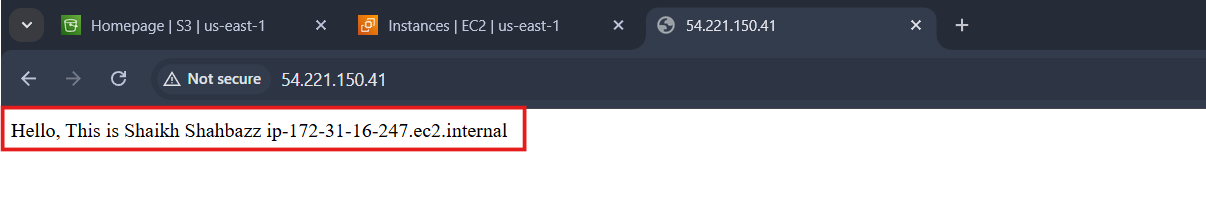 Homepage | S3 | us-east-1
Instances | EC2 | us-east-1
54.221.150.41
Not secure
54.221.150.41
Hello, This is Shaikh Shahbazz ip-172-31-16-247.ec2.internal